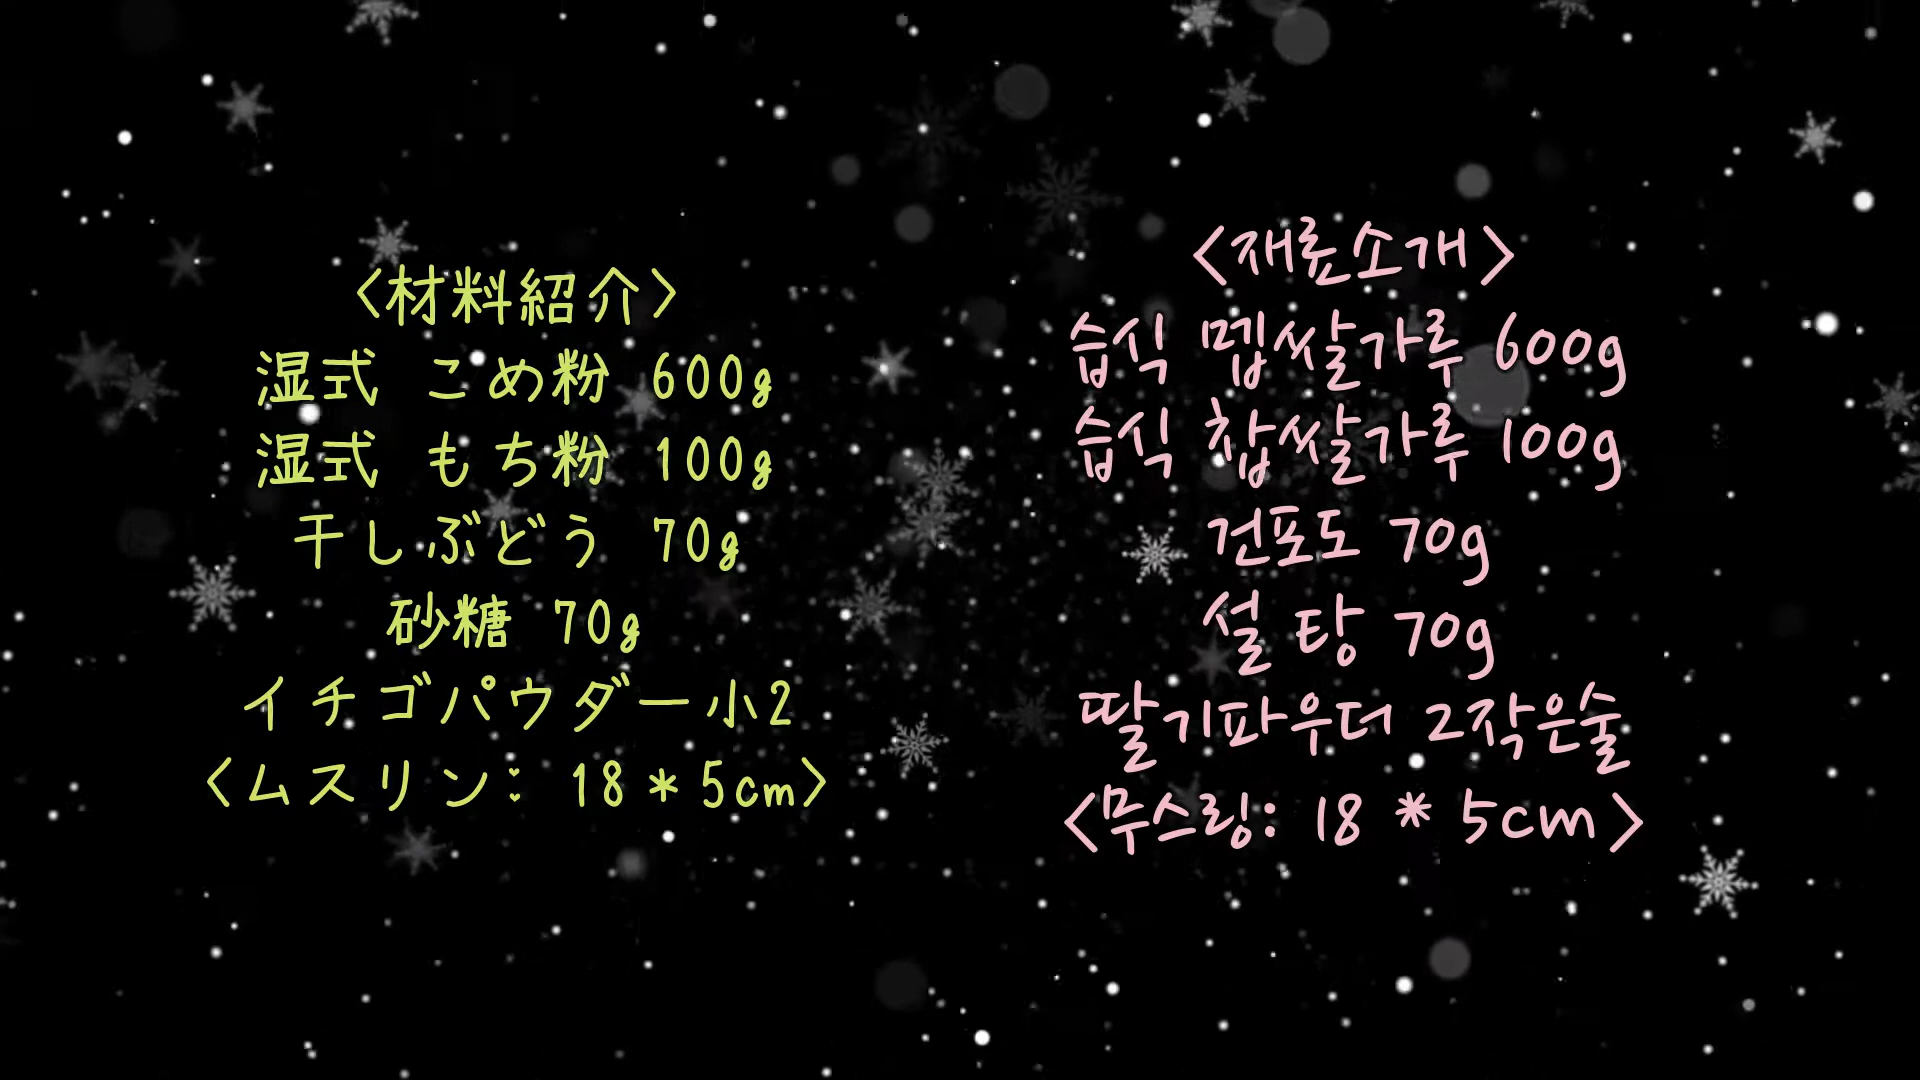 <材料紹介>
湿式 こめ粉 600g
湿式 もち粉 100g
干しぶどう 70g
砂糖 70g
イチゴパウダー小2
<ムスリン: 18 * 5cm>
<재료소개>
습식 멥쌀가루 600g
습식 찹쌀가루 100g
건포도 70g
설탕 70g
딸기파우더 2작은술
<무스링: 18 * 5cm>